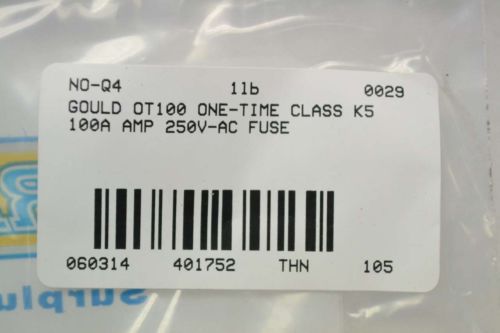 NO-Q4 1lb 0029
GOULD OT100 ONE-TIME CLASS K5
100A AMP 250V-AC FUSE
060314 401752 THN 105
Surplu